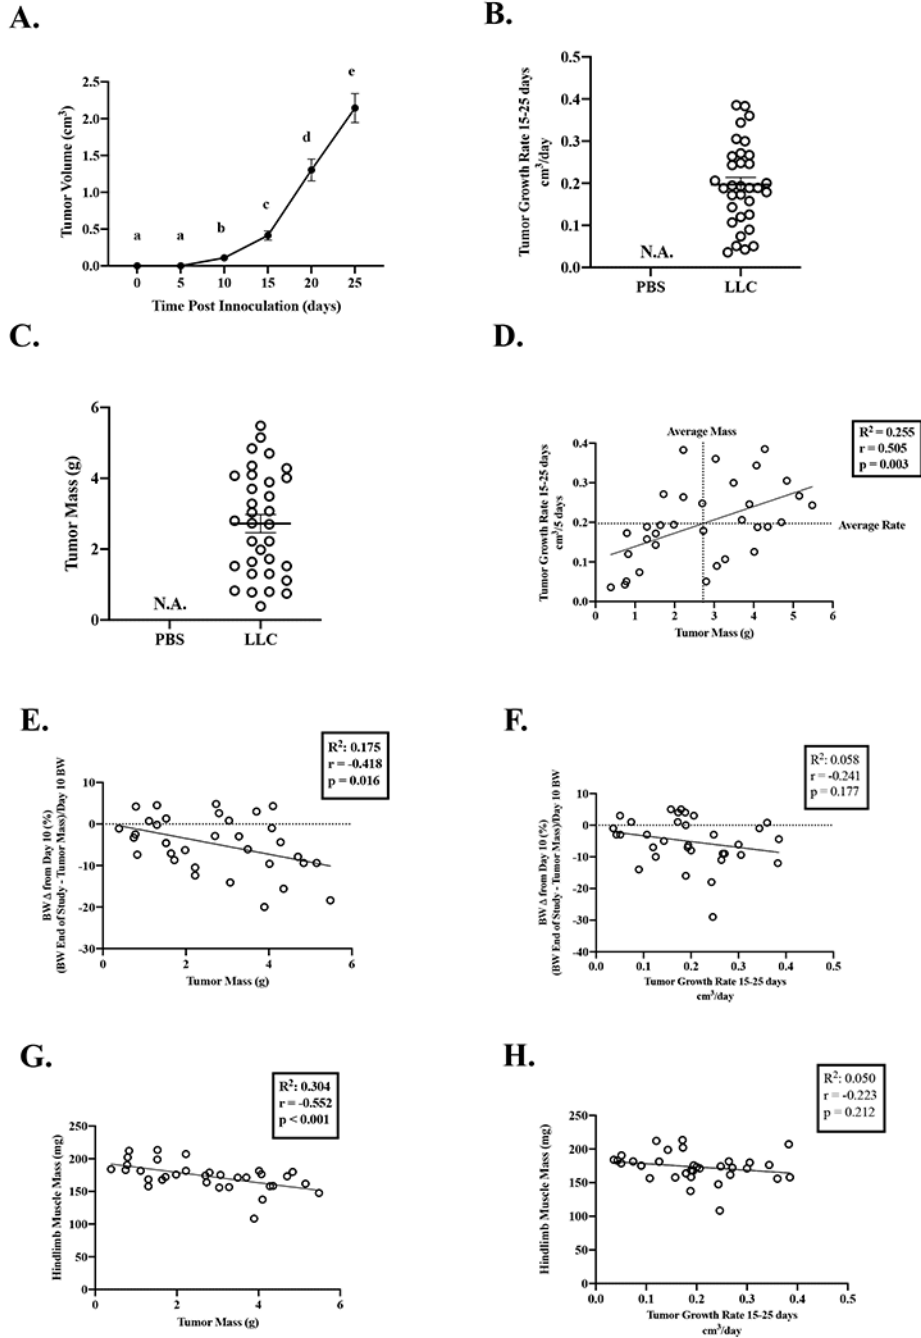 A.
Tumor Volume (cm³)
2.5
2.0
1.5
1.0
0.5
0.0
a
a
b
c
d
e
0
5
10
15
20
25
Time Post Innoculation (days)
B.
Tumor Growth Rate 15-25 days
cm³/day
0.5
0.4
0.3
0.2
0.1
0.0
N.A.
PBS
LLC
C.
Tumor Mass (g)
6
4
2
0
N.A.
PBS
LLC
D.
Tumor Growth Rate 15-25 days
cm³/5 days
Average Mass
R² = 0.255
r = 0.505
p = 0.003
Average Rate
0.4
0.3
0.2
0.1
0.0
0
1
2
3
4
5
6
Tumor Mass (g)
E.
R²: 0.175
r = -0.418
p = 0.016
BW Δ from Day 10 (%)
(BW End of Study - Tumor Mass)/Day 10 BW
10
0
-10
-20
-30
0
2
4
6
Tumor Mass (g)
F.
R²: 0.058
r = -0.241
p = 0.177
BW Δ from Day 10 (%)
(BW End of Study - Tumor Mass)/Day 10 BW
10
0
-10
-20
-30
-40
0.0
0.1
0.2
0.3
0.4
0.5
Tumor Growth Rate 15-25 days
cm³/day
G.
R²: 0.304
r = -0.552
p < 0.001
Hindlimb Muscle Mass (mg)
250
200
150
100
50
0
0
2
4
6
Tumor Mass (g)
H.
R²: 0.050
r = -0.223
p = 0.212
Hindlimb Muscle Mass (mg)
250
200
150
100
50
0
0.0
0.1
0.2
0.3
0.4
0.5
Tumor Growth Rate 15-25 days
cm³/day